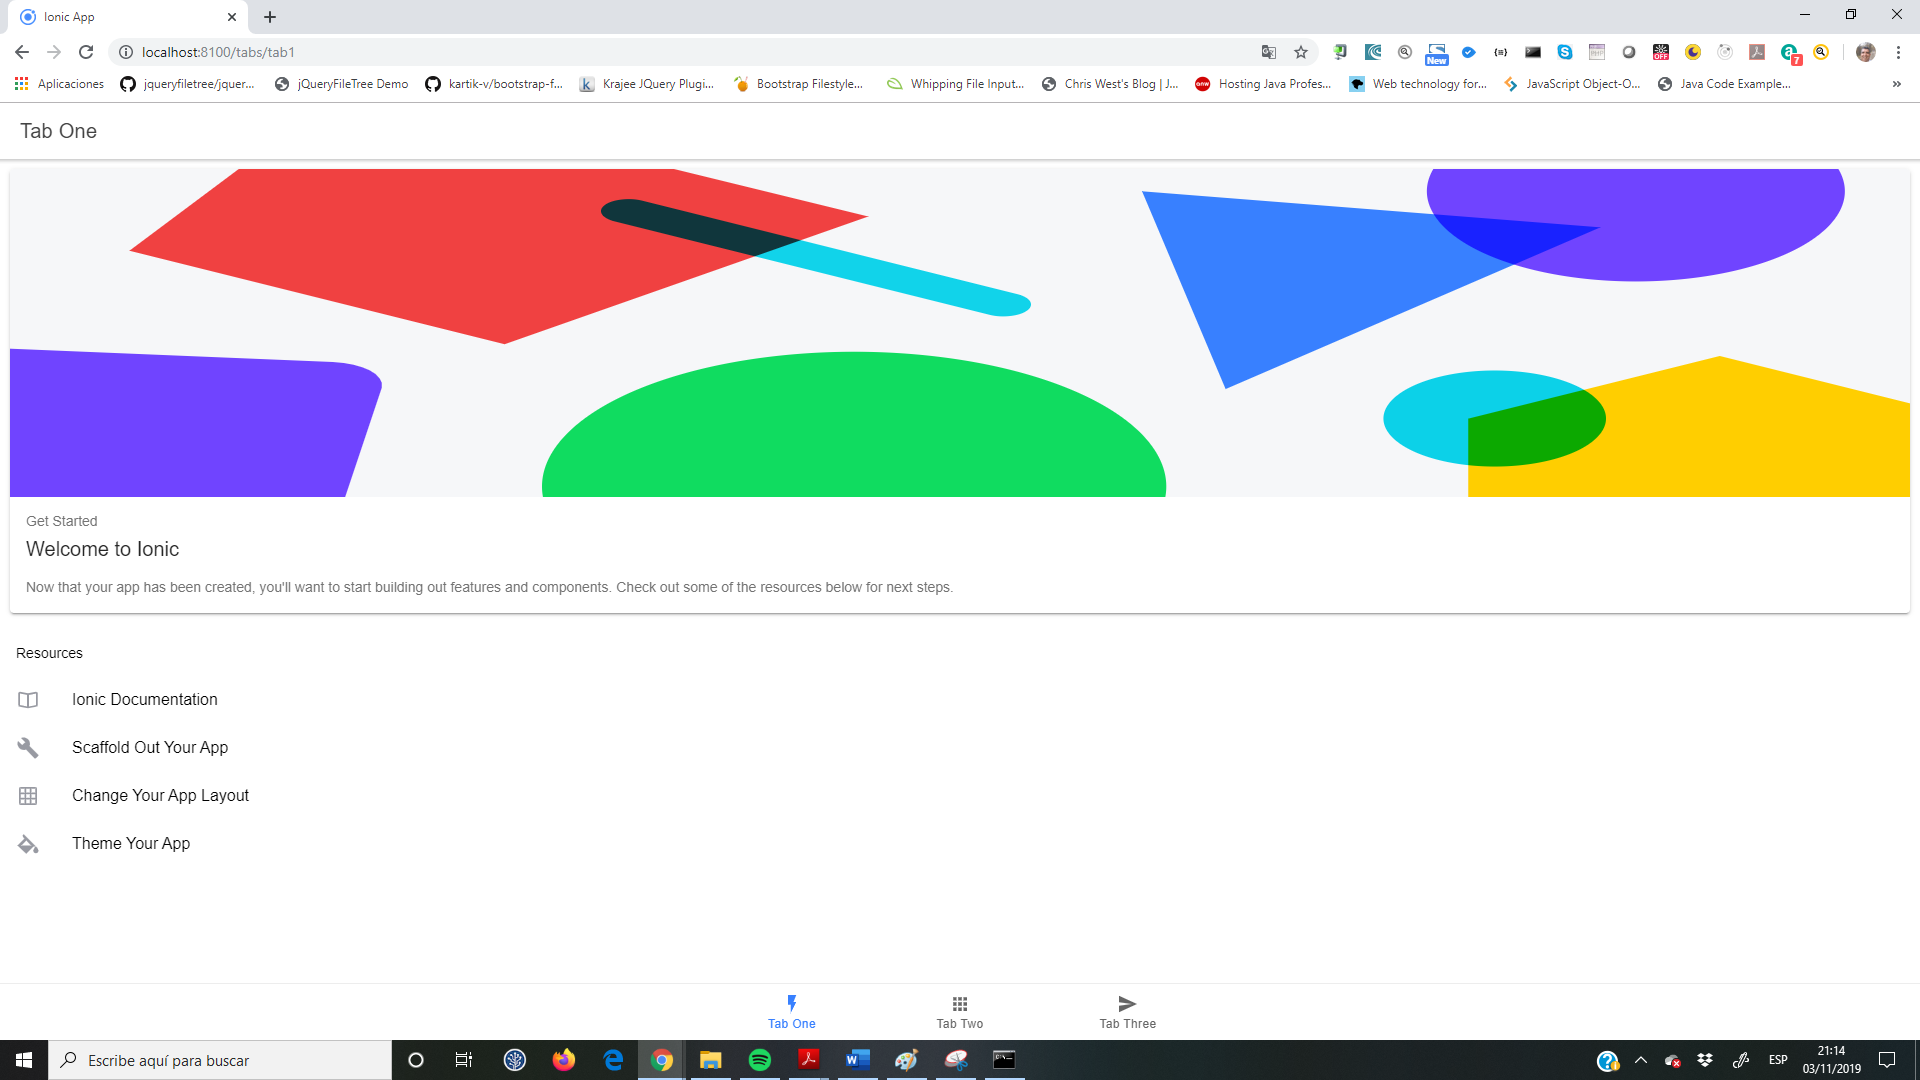 Ionic App
localhost:8100/tabs/tab1
New
OFF
7
Aplicaciones
jqueryfiletree/jquer...
jQueryFileTree Demo
kartik-v/bootstrap-f...
Krajee JQuery Plugi...
Bootstrap Filestyle...
Whipping File Input...
Chris West's Blog | J...
Hosting Java Profes...
Web technology for...
JavaScript Object-O...
Java Code Example...
Tab One
Get Started
Welcome to Ionic
Now that your app has been created, you'll want to start building out features and components. Check out some of the resources below for next steps.
Resources
Ionic Documentation
Scaffold Out Your App
Change Your App Layout
Theme Your App
Tab One
Tab Two
Tab Three
Escribe aquí para buscar
ESP
21:14
03/11/2019